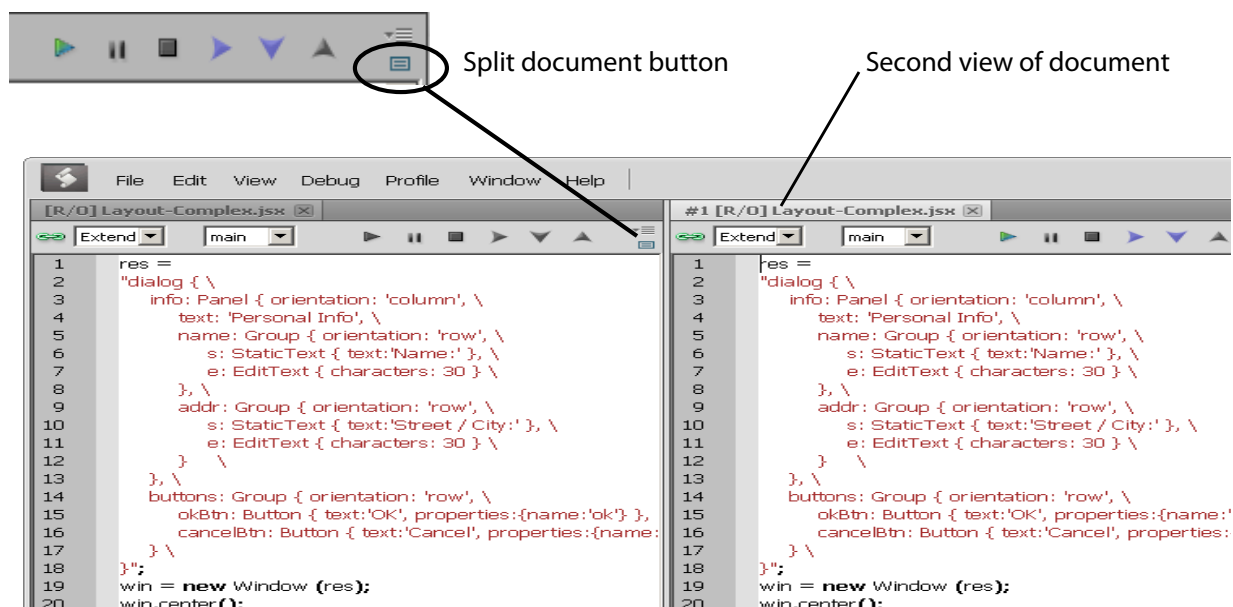 Split document button
Second view of document
File Edit View Debug Profile Window Help
[R/O] Layout-Complex.jsx
Extend main
1 res =
2 "dialog { \
3 info: Panel { orientation: 'column', \
4 text: 'Personal Info', \
5 name: Group { orientation: 'row', \
6 s: StaticText { text:'Name:' }, \
7 e: EditText { characters: 30 } \
8 }, \
9 addr: Group { orientation: 'row', \
10 s: StaticText { text:'Street / City:' }, \
11 e: EditText { characters: 30 } \
12 } \
13 }, \
14 buttons: Group { orientation: 'row', \
15 okBtn: Button { text:'OK', properties:{name:'ok'} },
16 cancelBtn: Button { text:'Cancel', properties:{name:
17 } \
18 }";
19 win = new Window (res);
20 win.center();
#1 [R/O] Layout-Complex.jsx
Extend main
1 res =
2 "dialog { \
3 info: Panel { orientation: 'column', \
4 text: 'Personal Info', \
5 name: Group { orientation: 'row', \
6 s: StaticText { text:'Name:' }, \
7 e: EditText { characters: 30 } \
8 }, \
9 addr: Group { orientation: 'row', \
10 s: StaticText { text:'Street / City:' }, \
11 e: EditText { characters: 30 } \
12 } \
13 }, \
14 buttons: Group { orientation: 'row', \
15 okBtn: Button { text:'OK', properties:{name:'
16 cancelBtn: Button { text:'Cancel', properties:
17 } \
18 }";
19 win = new Window (res);
20 win.center();